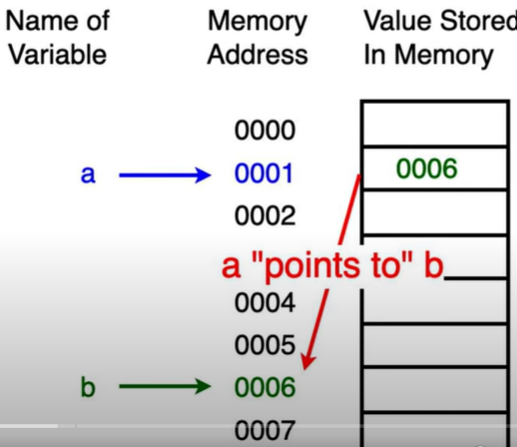 Name of Variable
Memory Address
Value Stored In Memory
0000
a 0001 0006
0002
a "points to" b
0004
0005
b 0006
0007